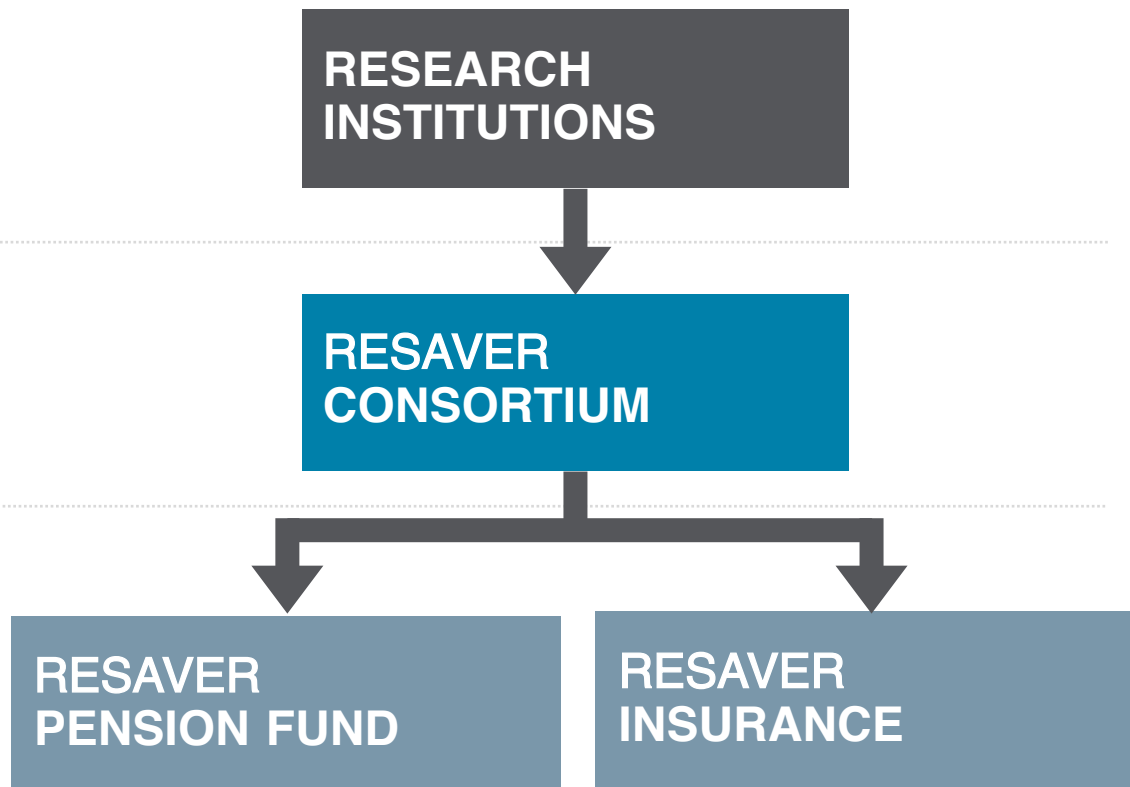 RESEARCH
INSTITUTIONS
RESAVER
CONSORTIUM
RESAVER
PENSION FUND
RESAVER
INSURANCE